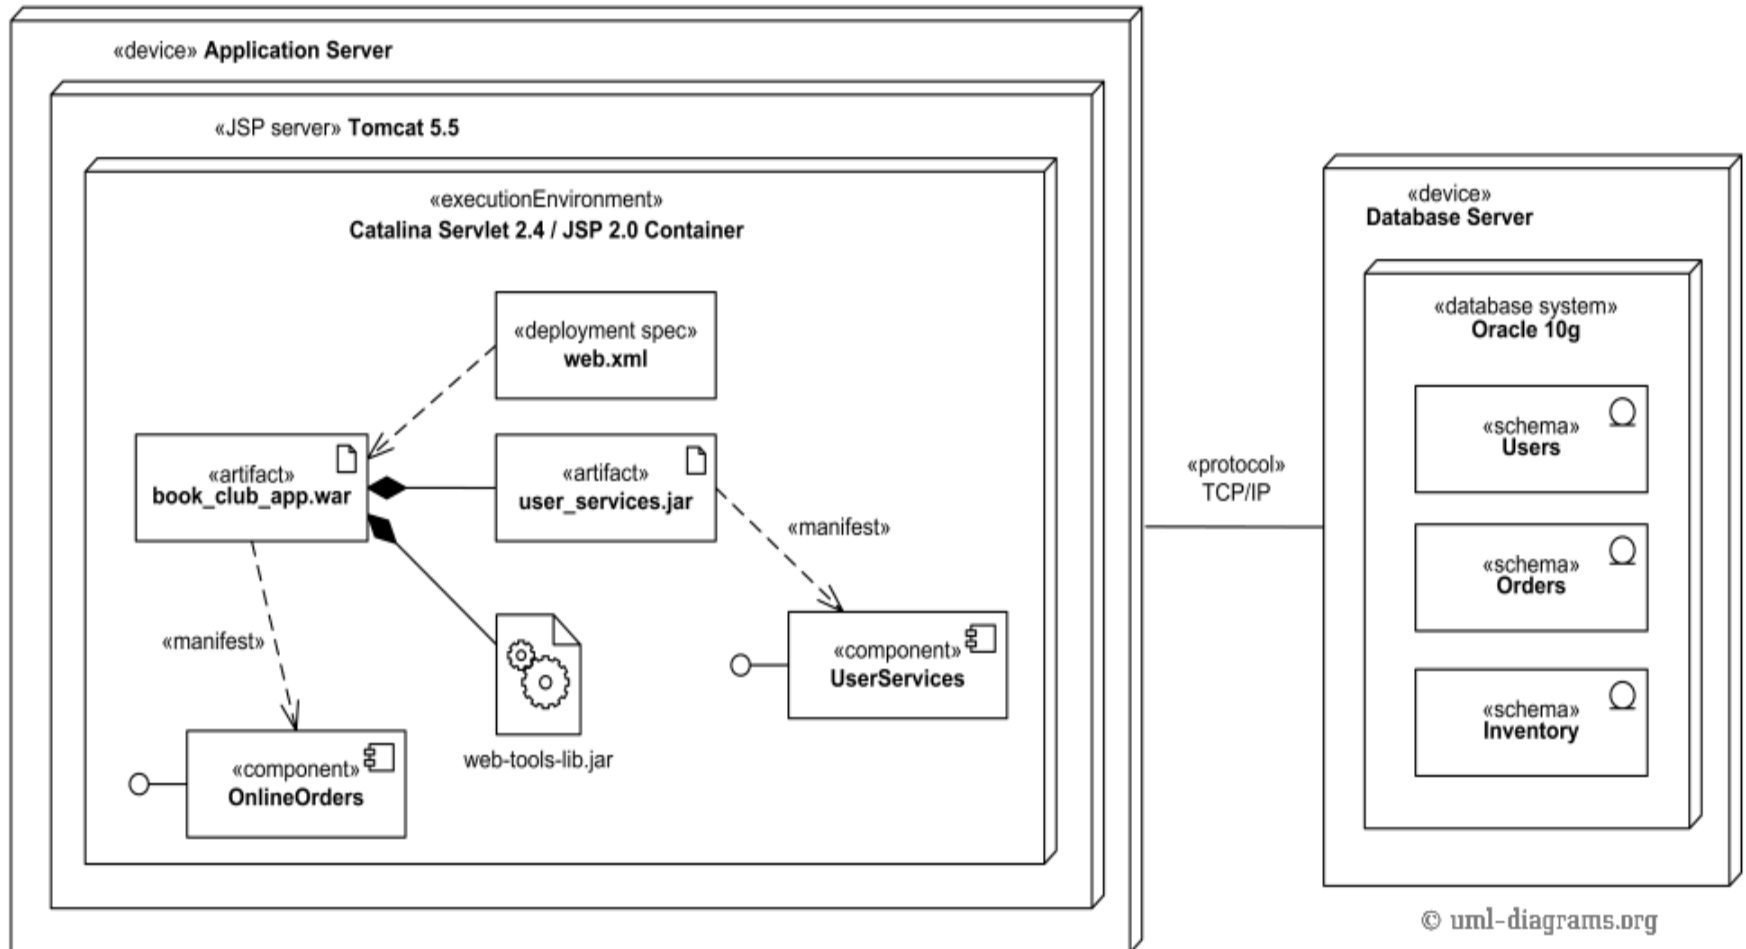 «device» Application Server
«JSP server» Tomcat 5.5
«executionEnvironment»
Catalina Servlet 2.4 / JSP 2.0 Container
«deployment spec»
web.xml
«artifact»
book_club_app.war
«artifact»
user_services.jar
«manifest»
«manifest»
«component»
UserServices
web-tools-lib.jar
«component»
OnlineOrders
«protocol»
TCP/IP
«device»
Database Server
«database system»
Oracle 10g
«schema»
Users
«schema»
Orders
«schema»
Inventory
© uml-diagrams.org